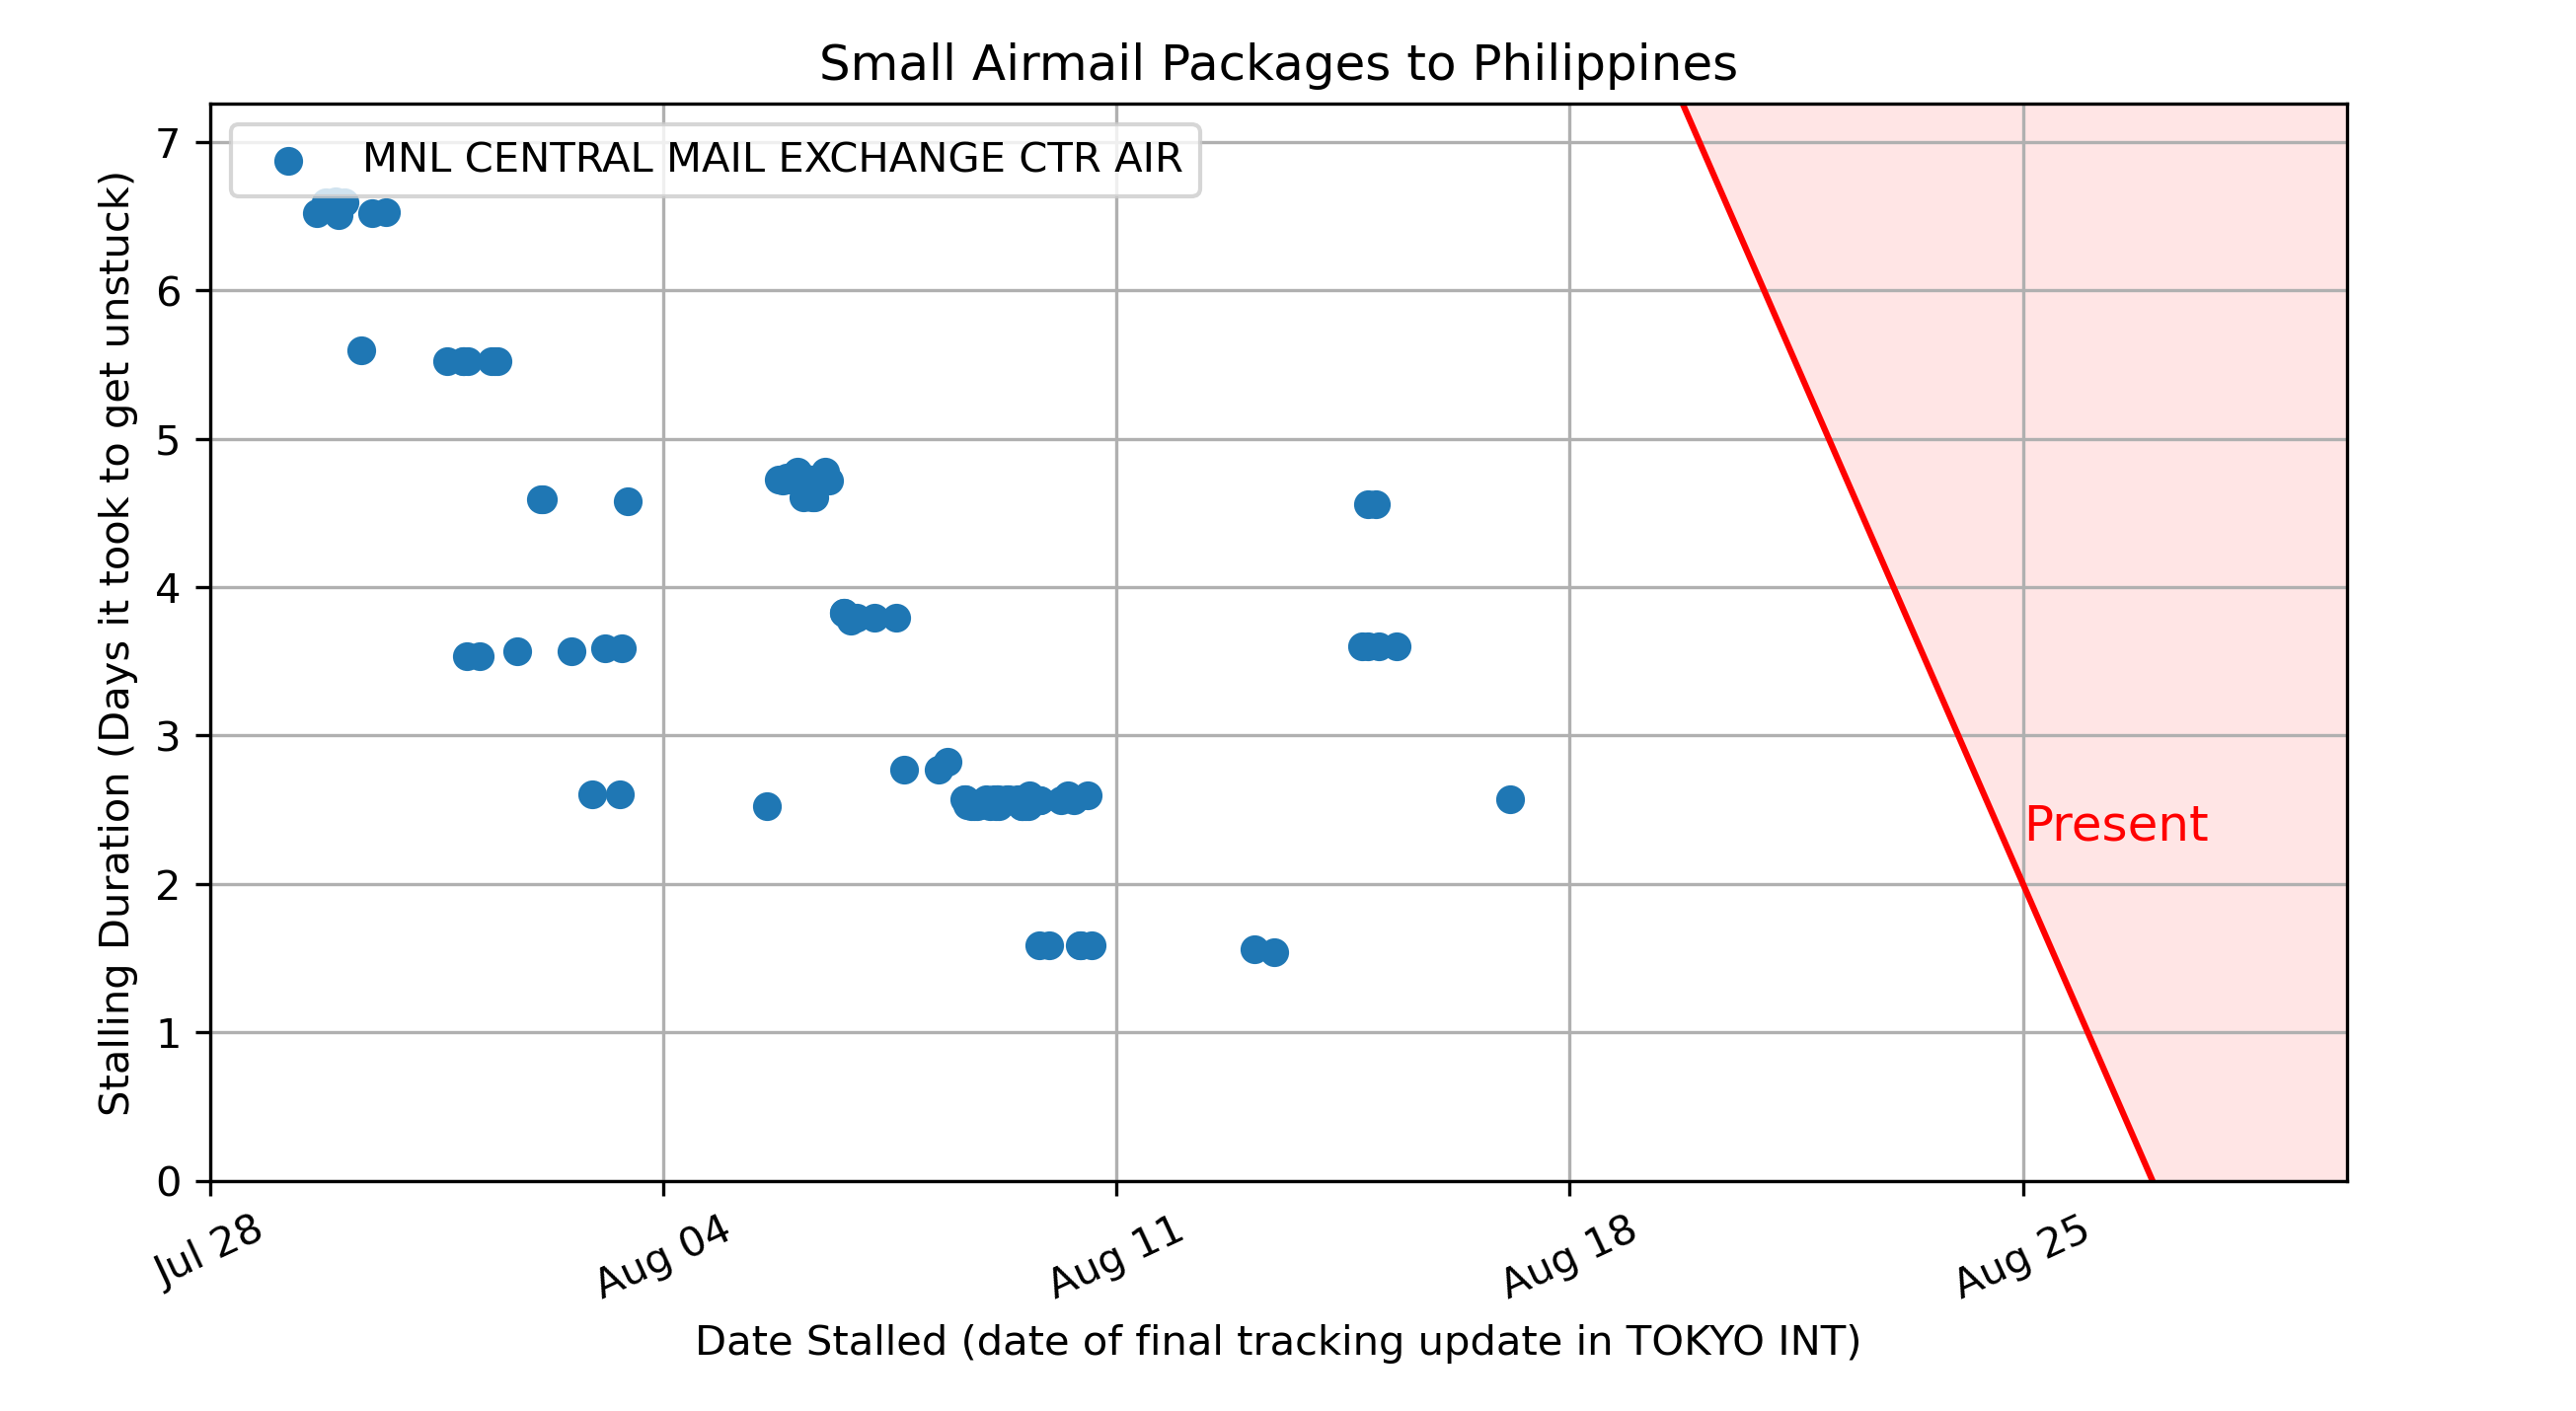 Small Airmail Packages to Philippines
MNL CENTRAL MAIL EXCHANGE CTR AIR
Stalling Duration (Days it took to get unstuck)
7
6
5
4
3
2
1
0
Present
Jul 28
Aug 04
Aug 11
Aug 18
Aug 25
Date Stalled (date of final tracking update in TOKYO INT)